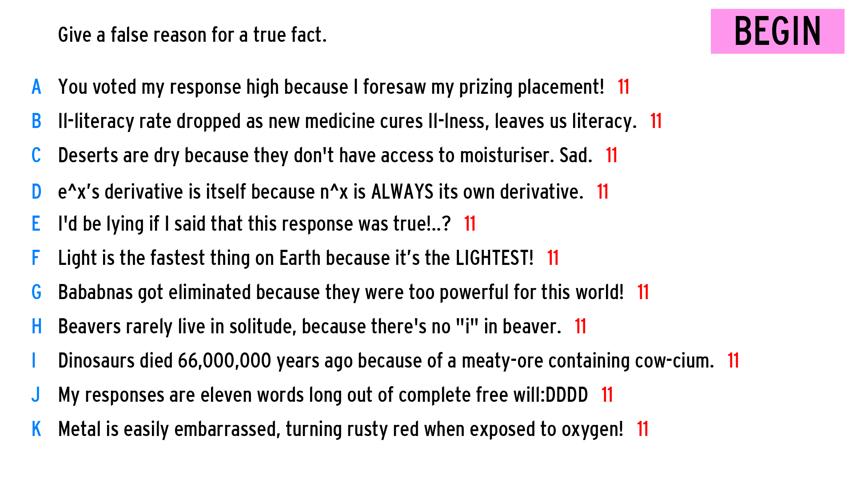 Give a false reason for a true fact.
BEGIN
A You voted my response high because I foresaw my prizing placement! 11
B Il-literacy rate dropped as new medicine cures Il-lness, leaves us literacy. 11
C Deserts are dry because they don't have access to moisturiser. Sad. 11
D e^x’s derivative is itself because n^x is ALWAYS its own derivative. 11
E I'd be lying if I said that this response was true!..? 11
F Light is the fastest thing on Earth because it’s the LIGHTEST! 11
G Bababnas got eliminated because they were too powerful for this world! 11
H Beavers rarely live in solitude, because there's no "i" in beaver. 11
I Dinosaurs died 66,000,000 years ago because of a meaty-ore containing cow-cium. 11
J My responses are eleven words long out of complete free will:DDDD 11
K Metal is easily embarrassed, turning rusty red when exposed to oxygen! 11